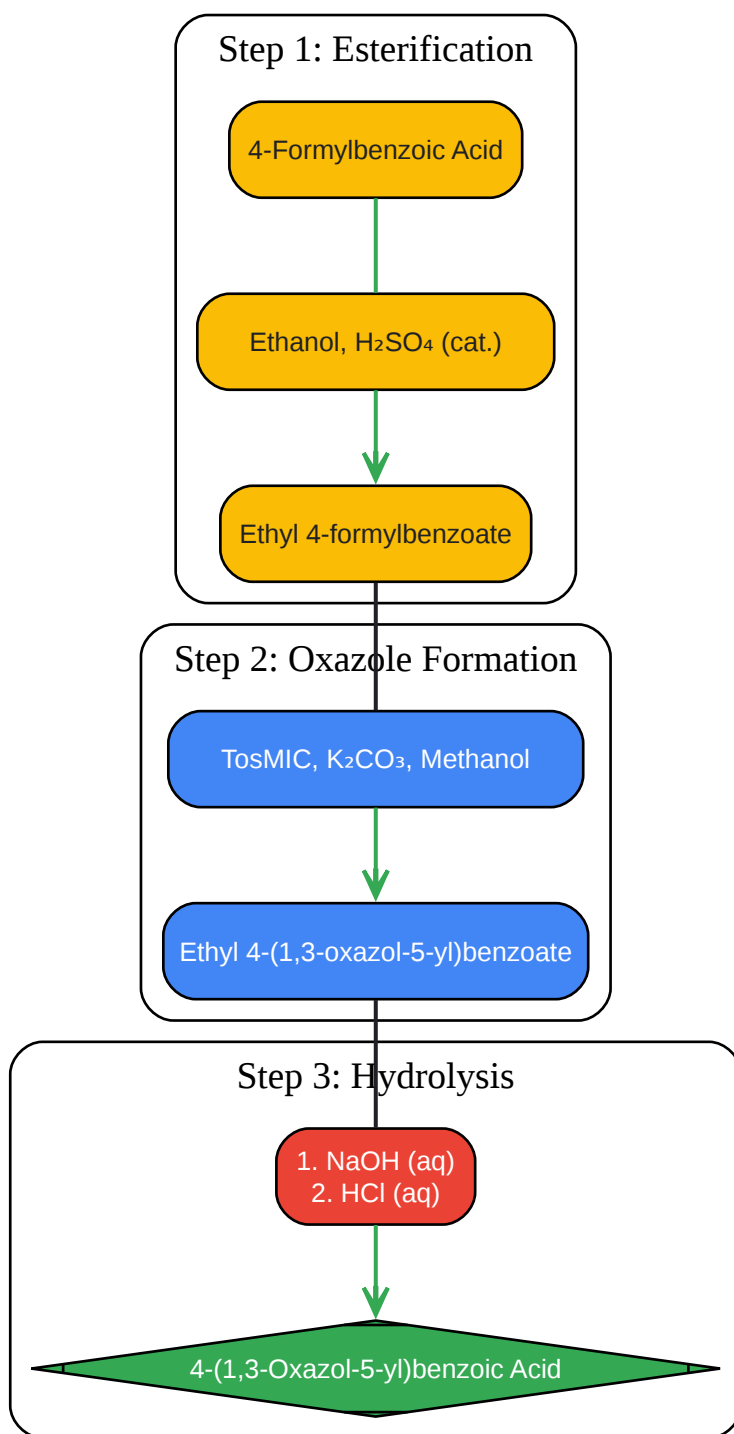 Step 1: Esterification
4-Formylbenzoic Acid
Ethanol, H₂SO₄ (cat.)
Ethyl 4-formylbenzoate
Step 2: Oxazole Formation
TosMIC, K₂CO₃, Methanol
Ethyl 4-(1,3-oxazol-5-yl)benzoate
Step 3: Hydrolysis
1. NaOH (aq)
2. HCl (aq)
4-(1,3-Oxazol-5-yl)benzoic Acid